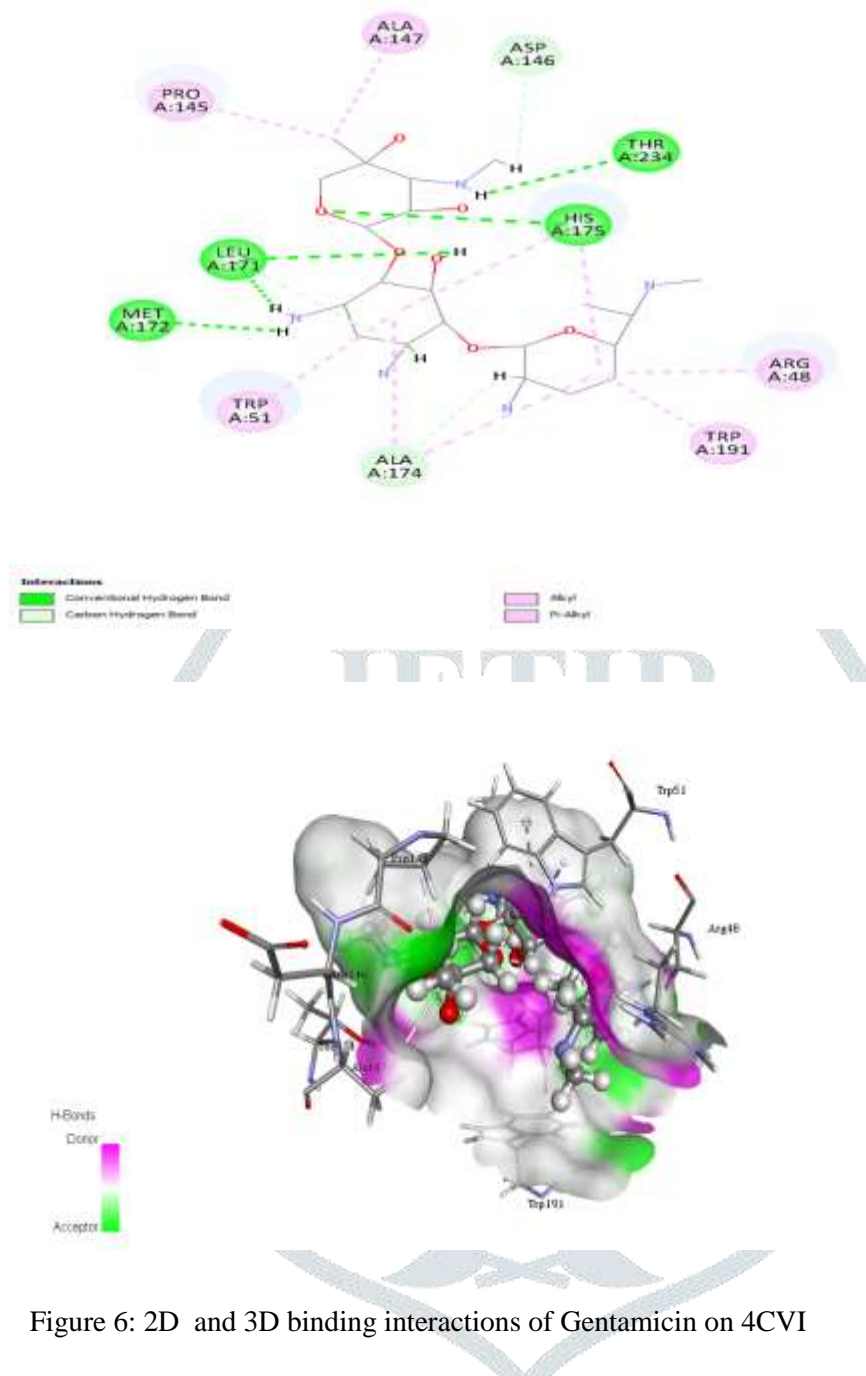 ALA
A:147
ASP
A:146
PRO
A:145
THR
A:234
HIS
A:175
LEU
A:171
MET
A:172
ARG
A:48
TRP
A:51
TRP
A:191
ALA
A:174
O
H
N
H
O
O
O
H
O
H
N
H
N
O
H
N
O
H
N
Interactions
Conventional Hydrogen Bond
Carbon Hydrogen Bond
Alkyl
Pi-Alkyl
JETIR
Trp51
Arg48
H-Bonds
Donor
Acceptor
Trp191
Figure 6: 2D and 3D binding interactions of Gentamicin on 4CVI